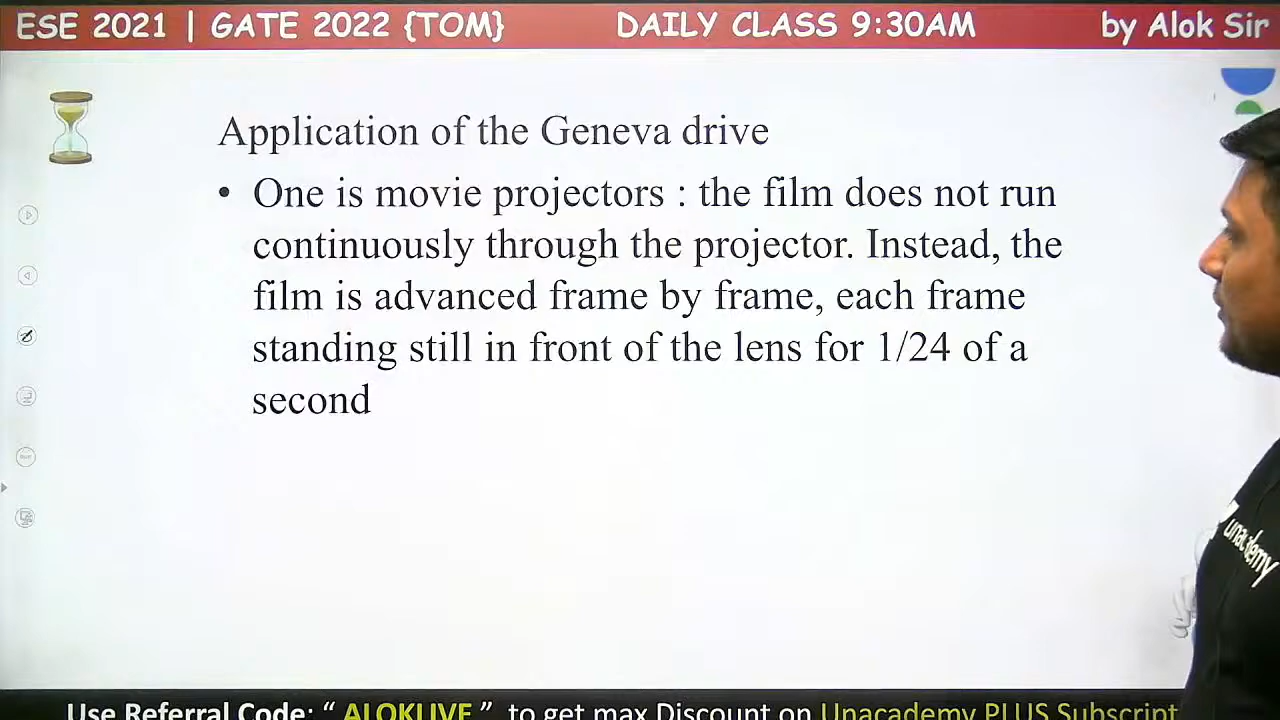 ESE 2021 | GATE 2022 {TOM} DAILY CLASS 9:30AM by Alok Sir
Application of the Geneva drive
• One is movie projectors : the film does not run
continuously through the projector. Instead, the
film is advanced frame by frame, each frame
standing still in front of the lens for 1/24 of a
second
unacademy
Use Referral Code: “ ALOKLIVE ” to get max Discount on Unacademy PLUS Subscript